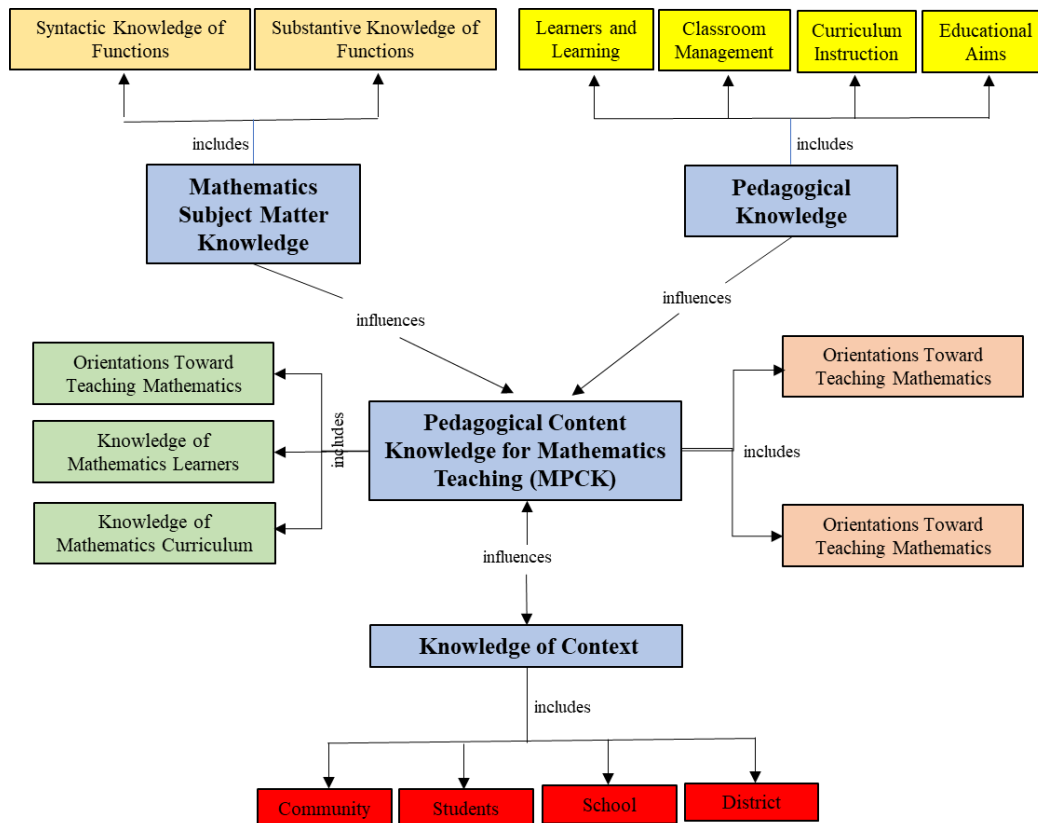 Syntactic Knowledge of
Functions
Substantive Knowledge of
Functions
Learners and
Learning
Classroom
Management
Curriculum
Instruction
Educational
Aims
includes
includes
Mathematics
Subject Matter
Knowledge
Pedagogical
Knowledge
influences
influences
Orientations Toward
Teaching Mathematics
Knowledge of
Mathematics Learners
Knowledge of
Mathematics Curriculum
includes
Pedagogical Content
Knowledge for Mathematics
Teaching (MPCK)
includes
Orientations Toward
Teaching Mathematics
Orientations Toward
Teaching Mathematics
influences
Knowledge of Context
includes
Community
Students
School
District